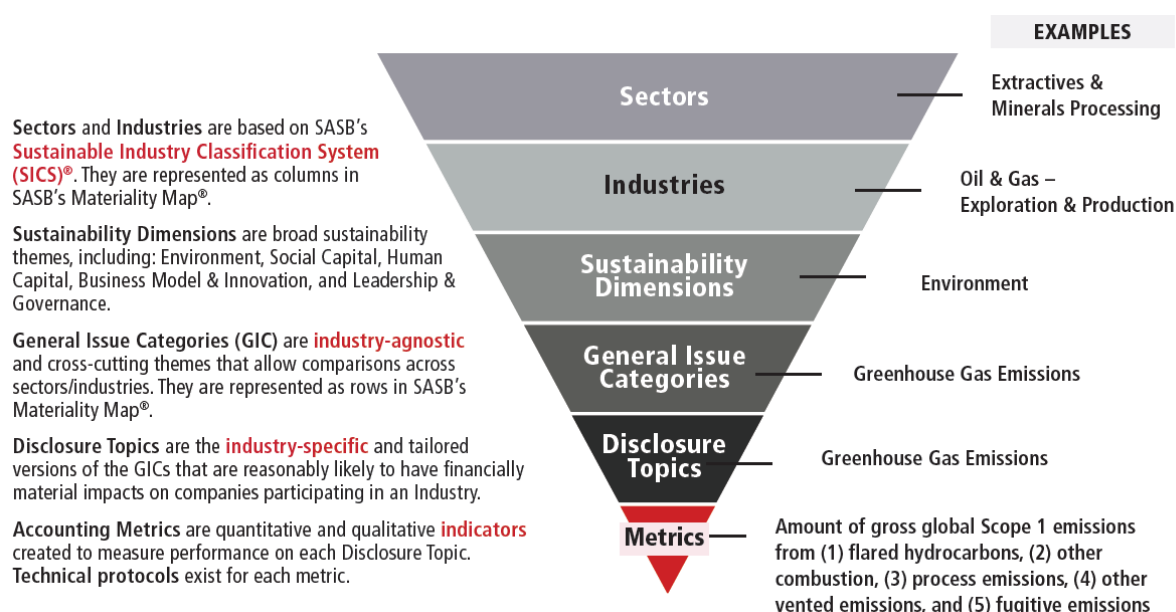 EXAMPLES
Sectors
Extractives &
Minerals Processing
Sectors and Industries are based on SASB's
Sustainable Industry Classification System
(SICS)®. They are represented as columns in
SASB's Materiality Map®.
Industries
Oil & Gas –
Exploration & Production
Sustainability Dimensions are broad sustainability
themes, including: Environment, Social Capital, Human
Capital, Business Model & Innovation, and Leadership &
Governance.
Sustainability
Dimensions
Environment
General Issue Categories (GIC) are industry-agnostic
and cross-cutting themes that allow comparisons across
sectors/industries. They are represented as rows in SASB's
Materiality Map®.
General Issue
Categories
Greenhouse Gas Emissions
Disclosure Topics are the industry-specific and tailored
versions of the GICs that are reasonably likely to have financially
material impacts on companies participating in an Industry.
Disclosure
Topics
Greenhouse Gas Emissions
Accounting Metrics are quantitative and qualitative indicators
created to measure performance on each Disclosure Topic.
Technical protocols exist for each metric.
Metrics
Amount of gross global Scope 1 emissions
from (1) flared hydrocarbons, (2) other
combustion, (3) process emissions, (4) other
vented emissions, and (5) fugitive emissions